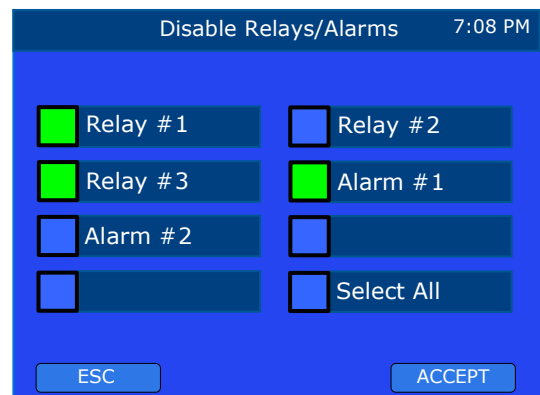 Disable Relays/Alarms 7:08 PM
Relay #1 Relay #2
Relay #3 Alarm #1
Alarm #2
Select All
ESC ACCEPT